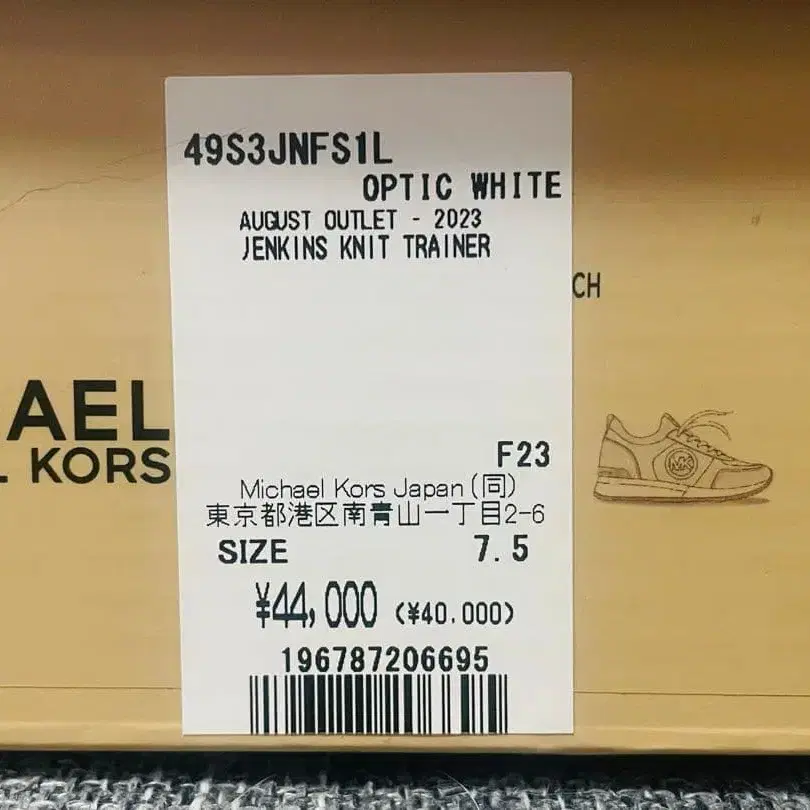 49S3JNFS1L
OPTIC WHITE
AUGUST OUTLET - 2023
JENKINS KNIT TRAINER
CH
AEL
L KORS
MK
F23
Michael Kors Japan (同)
東京都港区南青山一丁目2-6
SIZE 7.5
¥44,000 (¥40.000)
196787206695